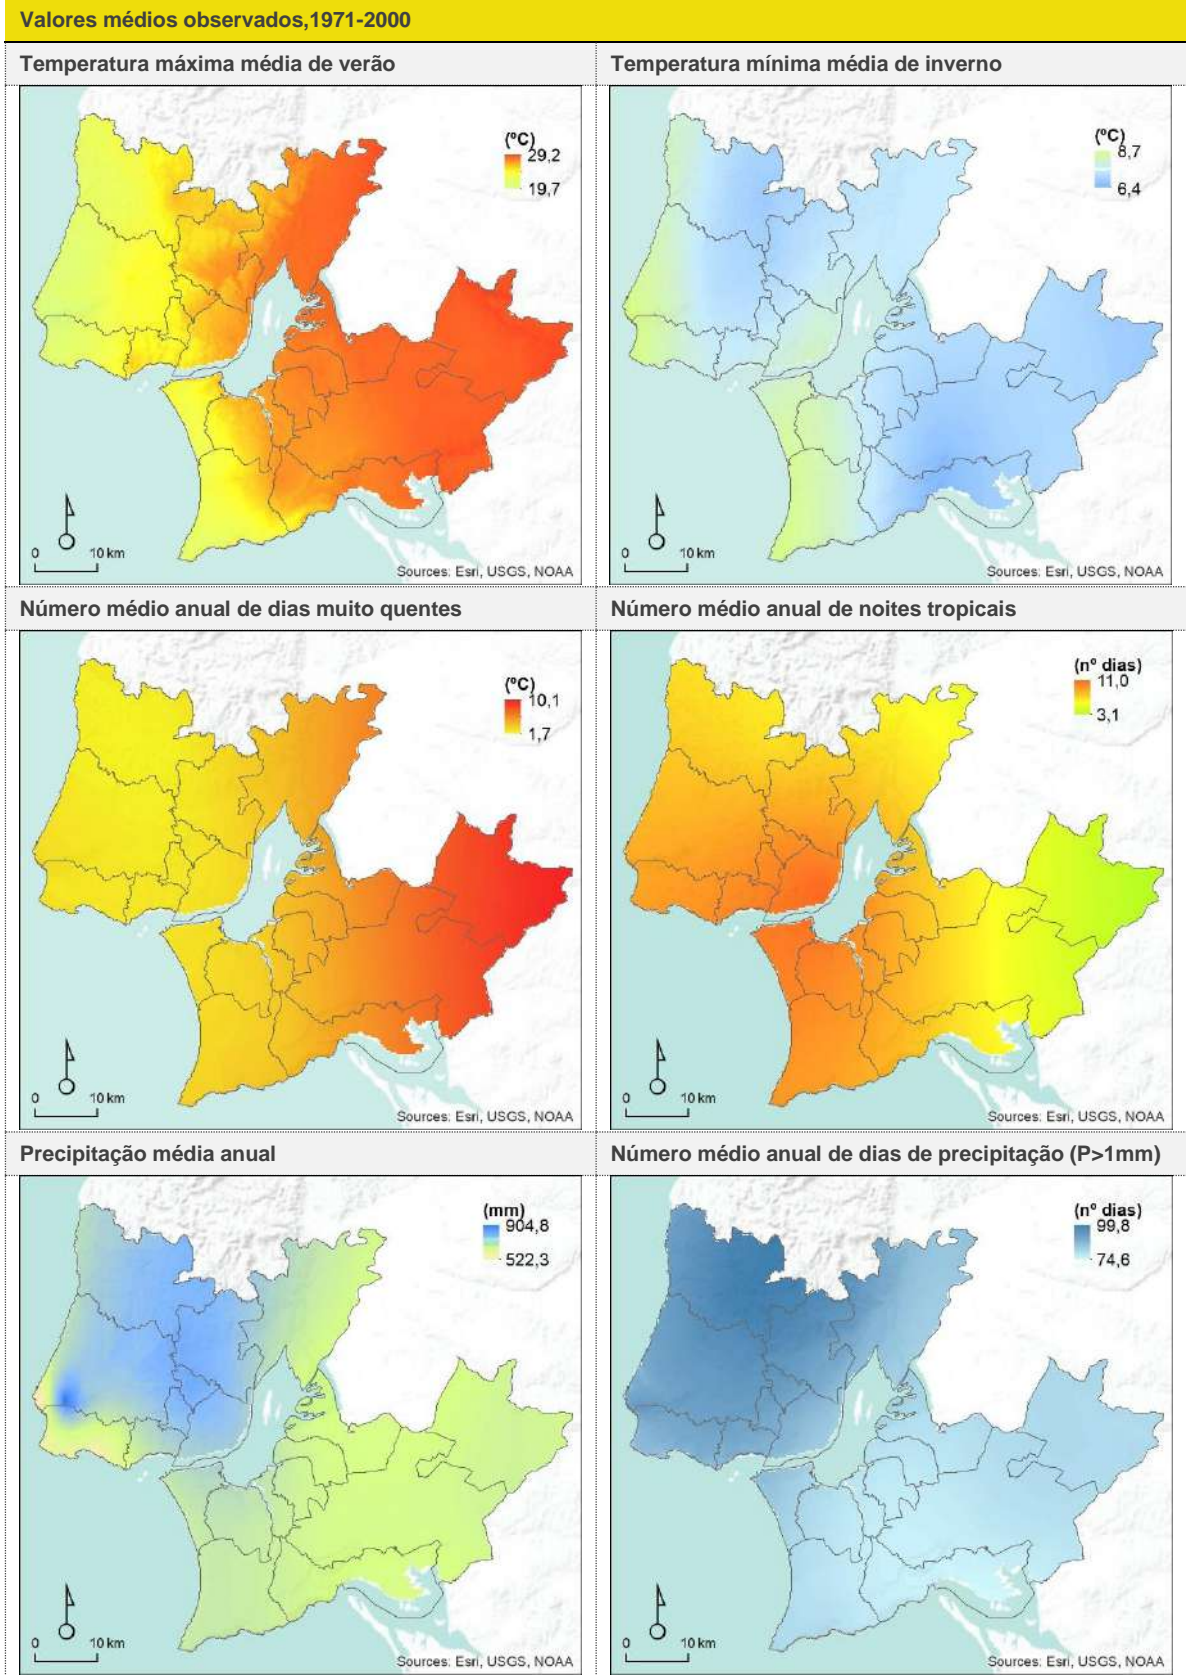 Valores médios observados,1971-2000
Temperatura máxima média de verão
Temperatura mínima média de inverno
(ºC)
29,2
19,7
0 10 km
Sources: Esri, USGS, NOAA
(ºC)
8,7
6,4
0 10 km
Sources: Esri, USGS, NOAA
Número médio anual de dias muito quentes
Número médio anual de noites tropicais
(ºC)
10,1
1,7
0 10 km
Sources: Esri, USGS, NOAA
(nº dias)
11,0
3,1
0 10 km
Sources: Esri, USGS, NOAA
Precipitação média anual
Número médio anual de dias de precipitação (P>1mm)
(mm)
904,8
522,3
0 10 km
Sources: Esri, USGS, NOAA
(nº dias)
99,8
74,6
0 10 km
Sources: Esri, USGS, NOAA